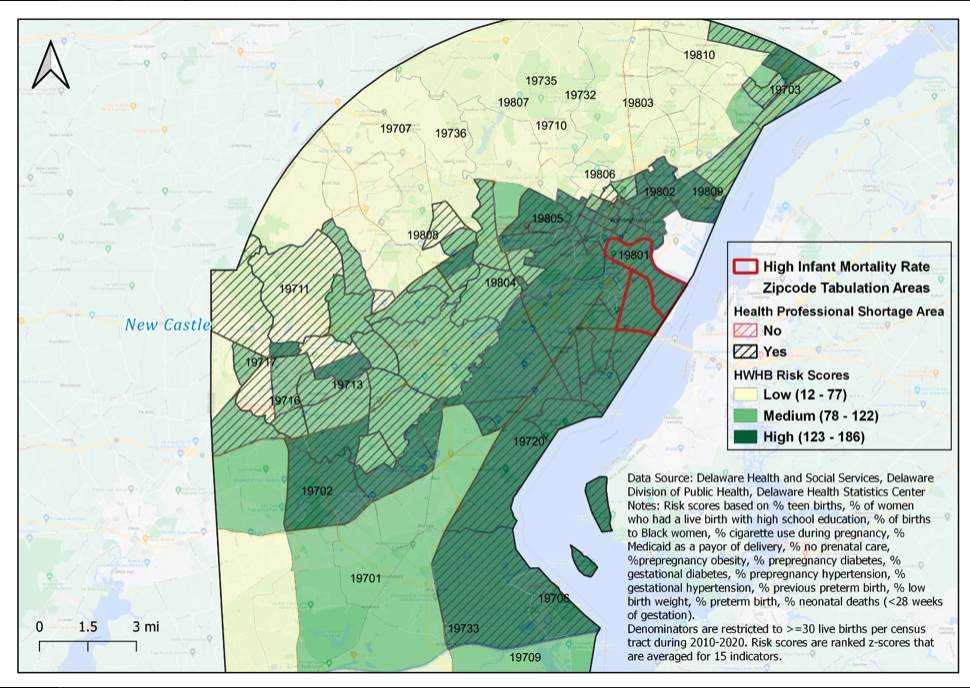 19810
19735
19703
19732
19807
19803
19710
19707
19736
19806
19802
19809
19805
19808
19801
19804
19711
New Castle
19713
19716
19720
19702
19701
19706
19733
19709
High Infant Mortality Rate
Zipcode Tabulation Areas
Health Professional Shortage Area
No
Yes
HWHB Risk Scores
Low (12 - 77)
Medium (78 - 122)
High (123 - 186)
Data Source: Delaware Health and Social Services, Delaware
Division of Public Health, Delaware Health Statistics Center
Notes: Risk scores based on % teen births, % of women
who had a live birth with high school education, % of births
to Black women, % cigarette use during pregnancy, %
Medicaid as a payor of delivery, % no prenatal care,
%prepregnancy obesity, % prepregnancy diabetes, %
gestational diabetes, % prepregnancy hypertension, %
gestational hypertension, % previous preterm birth, % low
birth weight, % preterm birth, % neonatal deaths (<28 weeks
of gestation).
Denominators are restricted to >=30 live births per census
tract during 2010-2020. Risk scores are ranked z-scores that
are averaged for 15 indicators.
0 1.5 3 mi